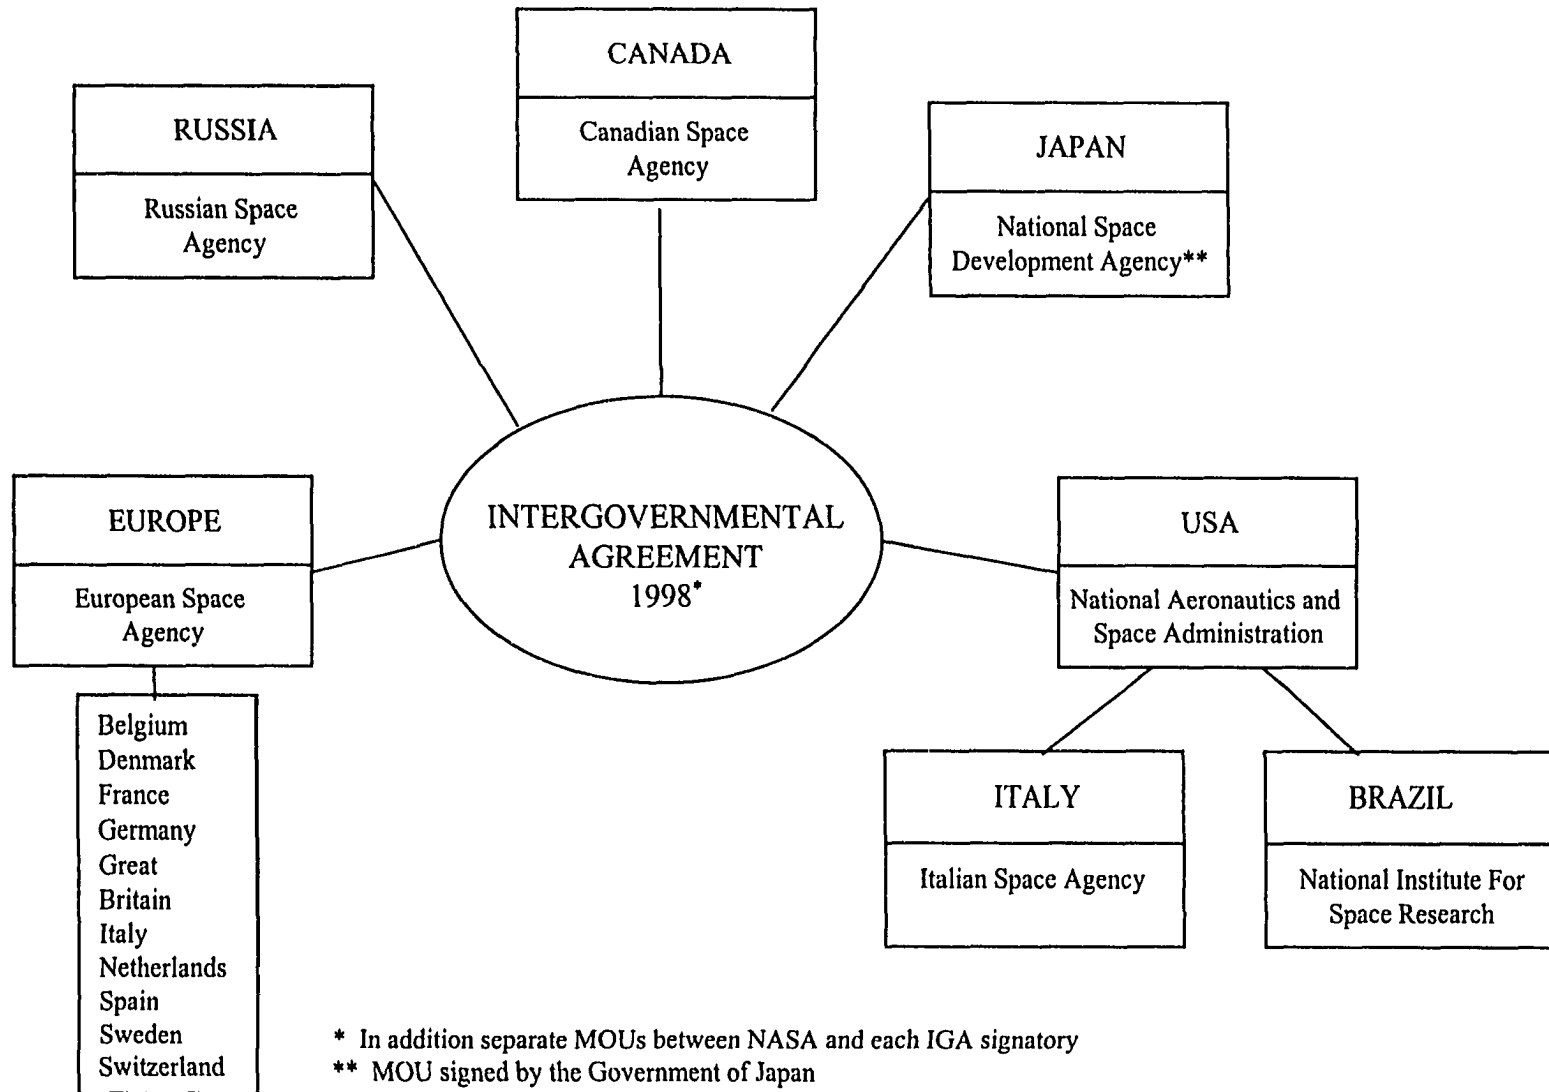 CANADA
Canadian Space
Agency
RUSSIA
Russian Space
Agency
JAPAN
National Space
Development Agency**
EUROPE
European Space
Agency
INTERGOVERNMENTAL
AGREEMENT
1998*
USA
National Aeronautics and
Space Administration
Belgium
Denmark
France
Germany
Great
Britain
Italy
Netherlands
Spain
Sweden
Switzerland
ITALY
Italian Space Agency
BRAZIL
National Institute For
Space Research
* In addition separate MOUs between NASA and each IGA signatory
** MOU signed by the Government of Japan